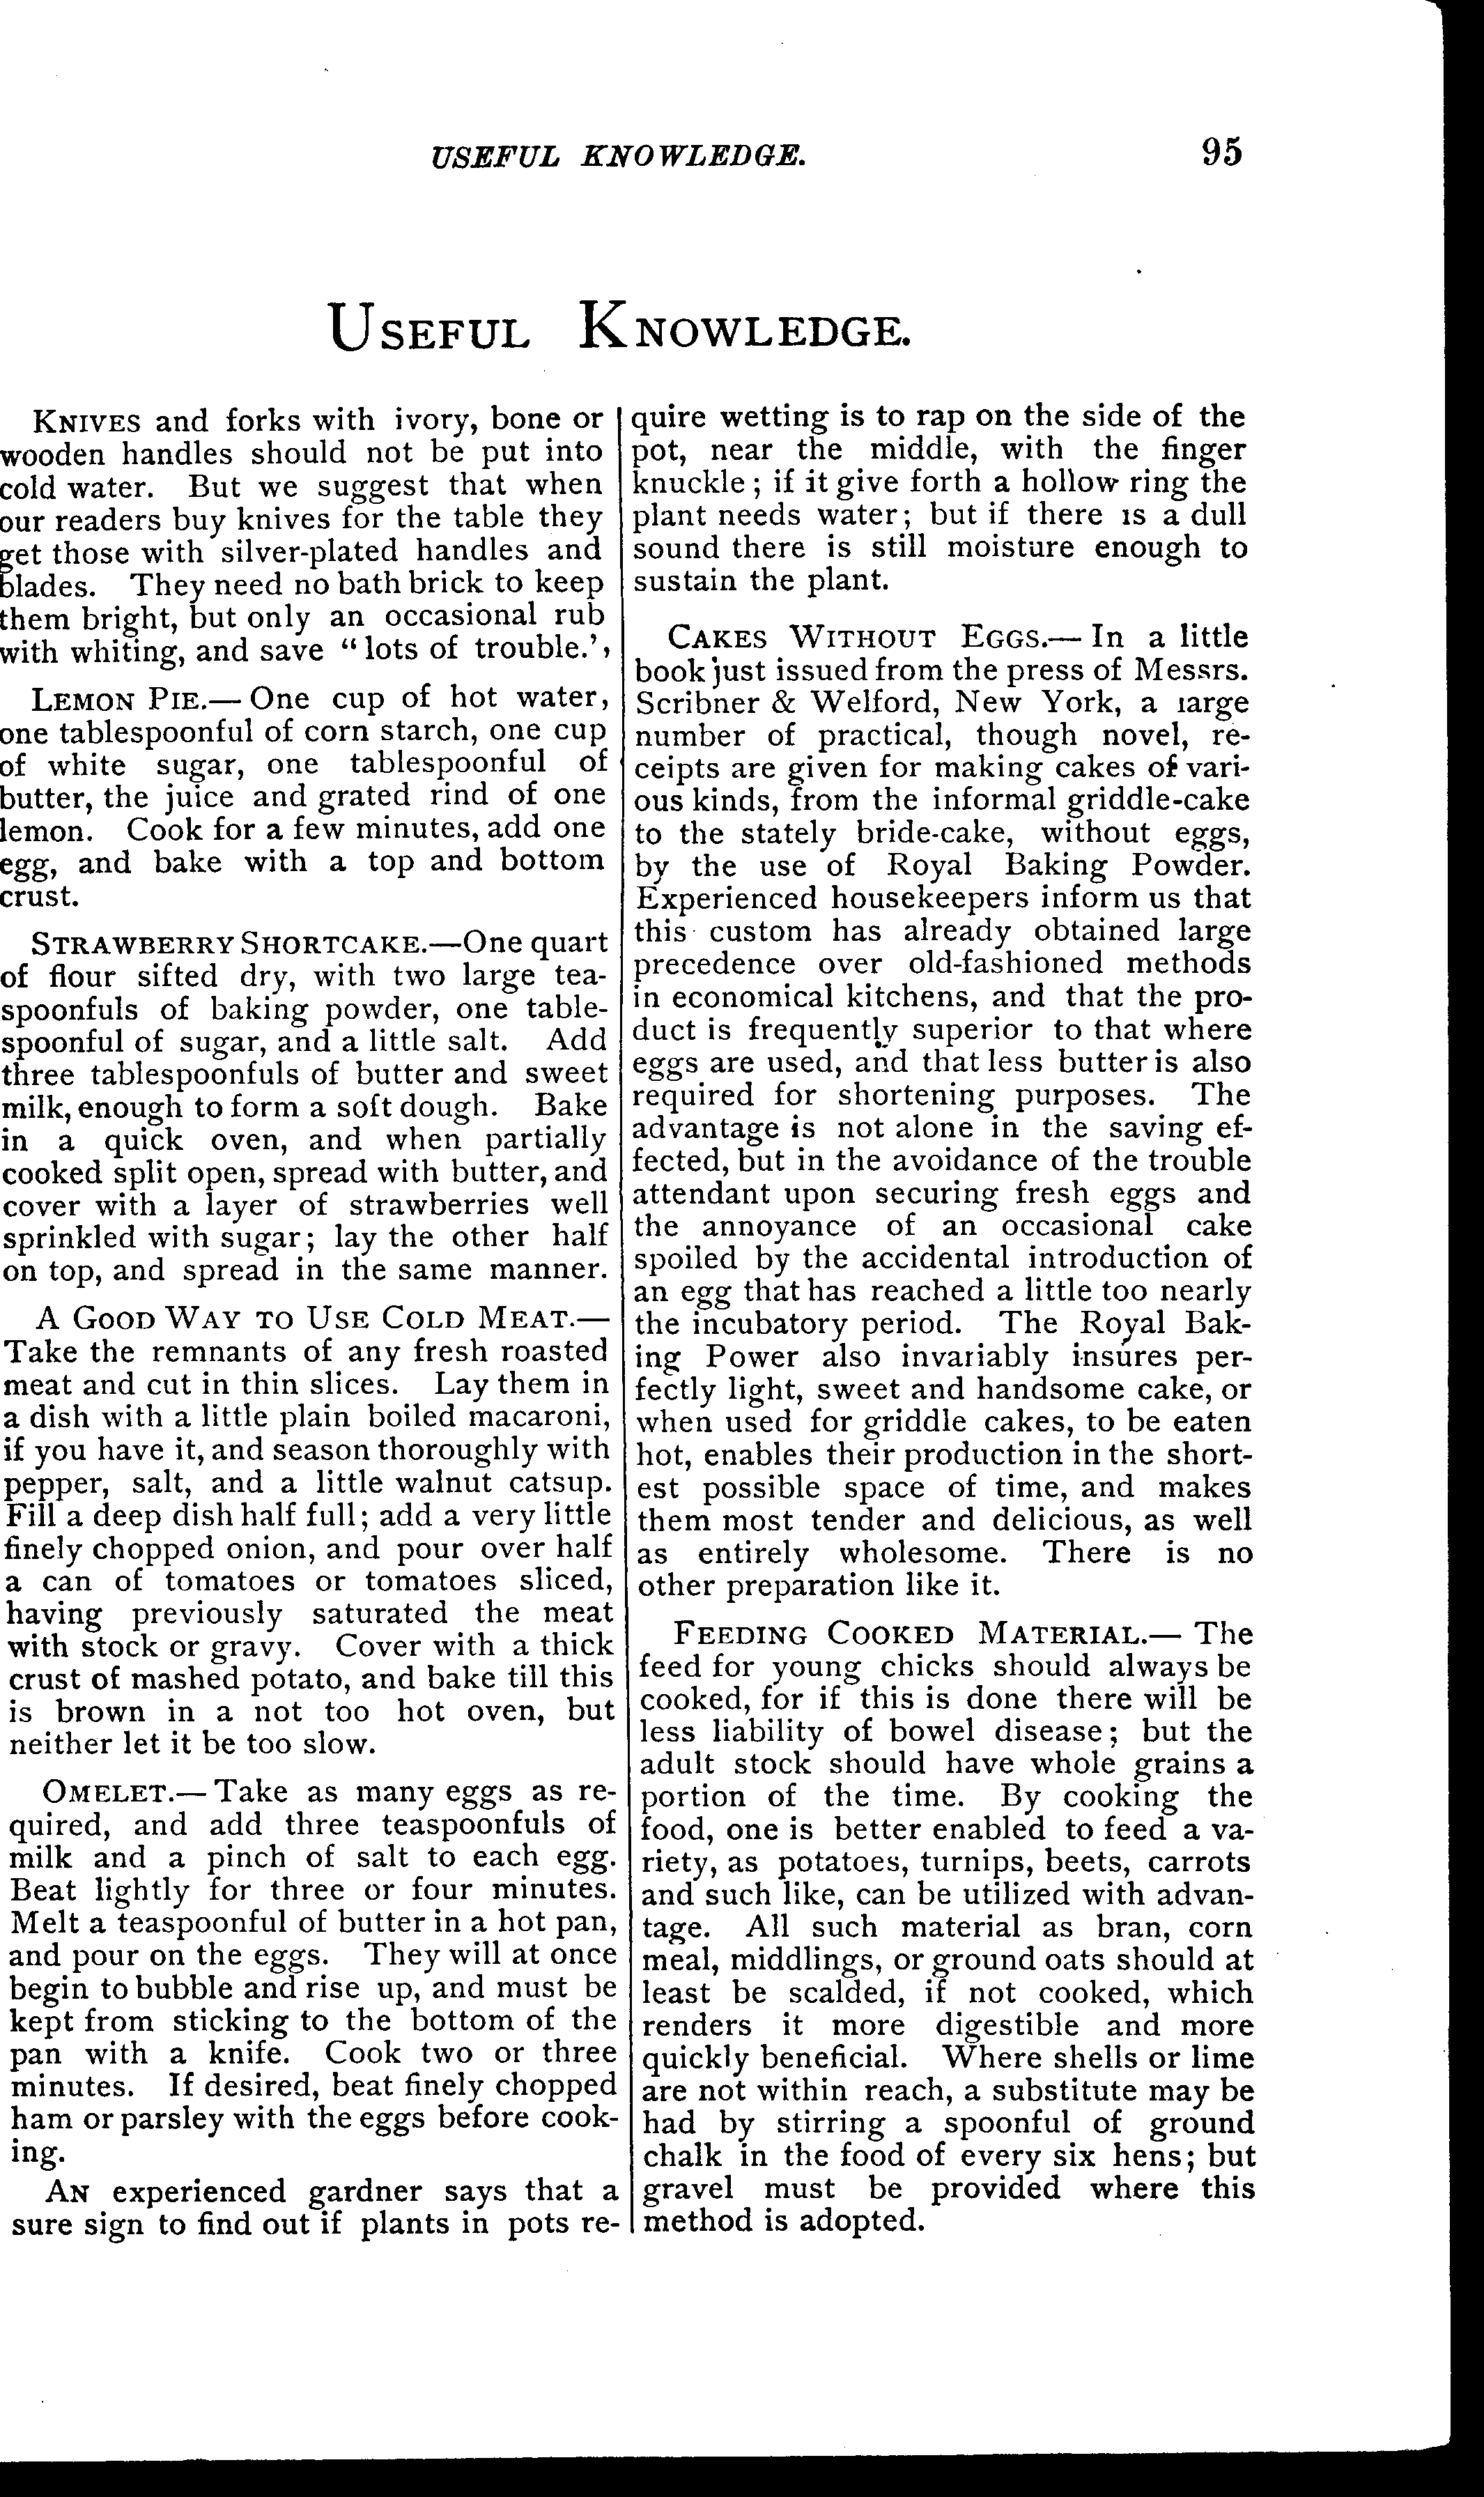 USEFUL KNOWLEDGE. 95
USEFUL KNOWLEDGE.
KNIVES and forks with ivory, bone or
wooden handles should not be put into
cold water. But we suggest that when
our readers buy knives for the table they
get those with silver-plated handles and
blades. They need no bath brick to keep
them bright, but only an occasional rub
with whiting, and save “lots of trouble.’,
LEMON PIE.— One cup of hot water,
one tablespoonful of corn starch, one cup
of white sugar, one tablespoonful of
butter, the juice and grated rind of one
lemon. Cook for a few minutes, add one
egg, and bake with a top and bottom
crust.
STRAWBERRY SHORTCAKE.—One quart
of flour sifted dry, with two large tea-
spoonfuls of baking powder, one table-
spoonful of sugar, and a little salt. Add
three tablespoonfuls of butter and sweet
milk, enough to form a soft dough. Bake
in a quick oven, and when partially
cooked split open, spread with butter, and
cover with a layer of strawberries well
sprinkled with sugar; lay the other half
on top, and spread in the same manner.
A GOOD WAY TO USE COLD MEAT.—
Take the remnants of any fresh roasted
meat and cut in thin slices. Lay them in
a dish with a little plain boiled macaroni,
if you have it, and season thoroughly with
pepper, salt, and a little walnut catsup.
Fill a deep dish half full; add a very little
finely chopped onion, and pour over half
a can of tomatoes or tomatoes sliced,
having previously saturated the meat
with stock or gravy. Cover with a thick
crust of mashed potato, and bake till this
is brown in a not too hot oven, but
neither let it be too slow.
OMELET.— Take as many eggs as re-
quired, and add three teaspoonfuls of
milk and a pinch of salt to each egg.
Beat lightly for three or four minutes.
Melt a teaspoonful of butter in a hot pan,
and pour on the eggs. They will at once
begin to bubble and rise up, and must be
kept from sticking to the bottom of the
pan with a knife. Cook two or three
minutes. If desired, beat finely chopped
ham or parsley with the eggs before cook-
ing.
AN experienced gardner says that a
sure sign to find out if plants in pots re-
quire wetting is to rap on the side of the
pot, near the middle, with the finger
knuckle; if it give forth a hollow ring the
plant needs water; but if there is a dull
sound there is still moisture enough to
sustain the plant.
CAKES WITHOUT EGGS.— In a little
book just issued from the press of Messrs.
Scribner & Welford, New York, a large
number of practical, though novel, re-
ceipts are given for making cakes of vari-
ous kinds, from the informal griddle-cake
to the stately bride-cake, without eggs,
by the use of Royal Baking Powder.
Experienced housekeepers inform us that
this custom has already obtained large
precedence over old-fashioned methods
in economical kitchens, and that the pro-
duct is frequently superior to that where
eggs are used, and that less butter is also
required for shortening purposes. The
advantage is not alone in the saving ef-
fected, but in the avoidance of the trouble
attendant upon securing fresh eggs and
the annoyance of an occasional cake
spoiled by the accidental introduction of
an egg that has reached a little too nearly
the incubatory period. The Royal Bak-
ing Power also invariably insures per-
fectly light, sweet and handsome cake, or
when used for griddle cakes, to be eaten
hot, enables their production in the short-
est possible space of time, and makes
them most tender and delicious, as well
as entirely wholesome. There is no
other preparation like it.
FEEDING COOKED MATERIAL.— The
feed for young chicks should always be
cooked, for if this is done there will be
less liability of bowel disease; but the
adult stock should have whole grains a
portion of the time. By cooking the
food, one is better enabled to feed a va-
riety, as potatoes, turnips, beets, carrots
and such like, can be utilized with advan-
tage. All such material as bran, corn
meal, middlings, or ground oats should at
least be scalded, if not cooked, which
renders it more digestible and more
quickly beneficial. Where shells or lime
are not within reach, a substitute may be
had by stirring a spoonful of ground
chalk in the food of every six hens; but
gravel must be provided where this
method is adopted.